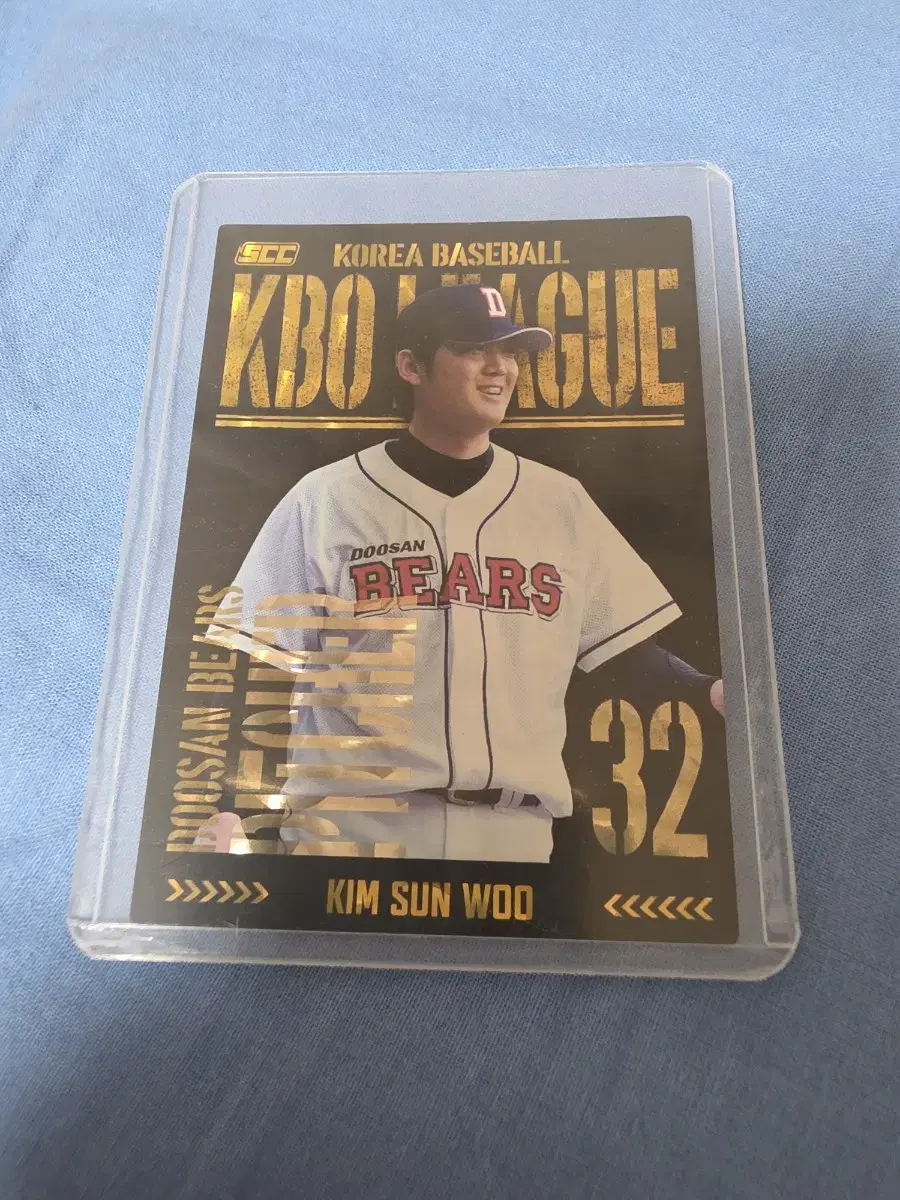 SCC
KOREA BASEBALL
KBO LEAGUE
D
DOOSAN
BEARS
DOOSAN BEARS
32
KIM SUN WOO